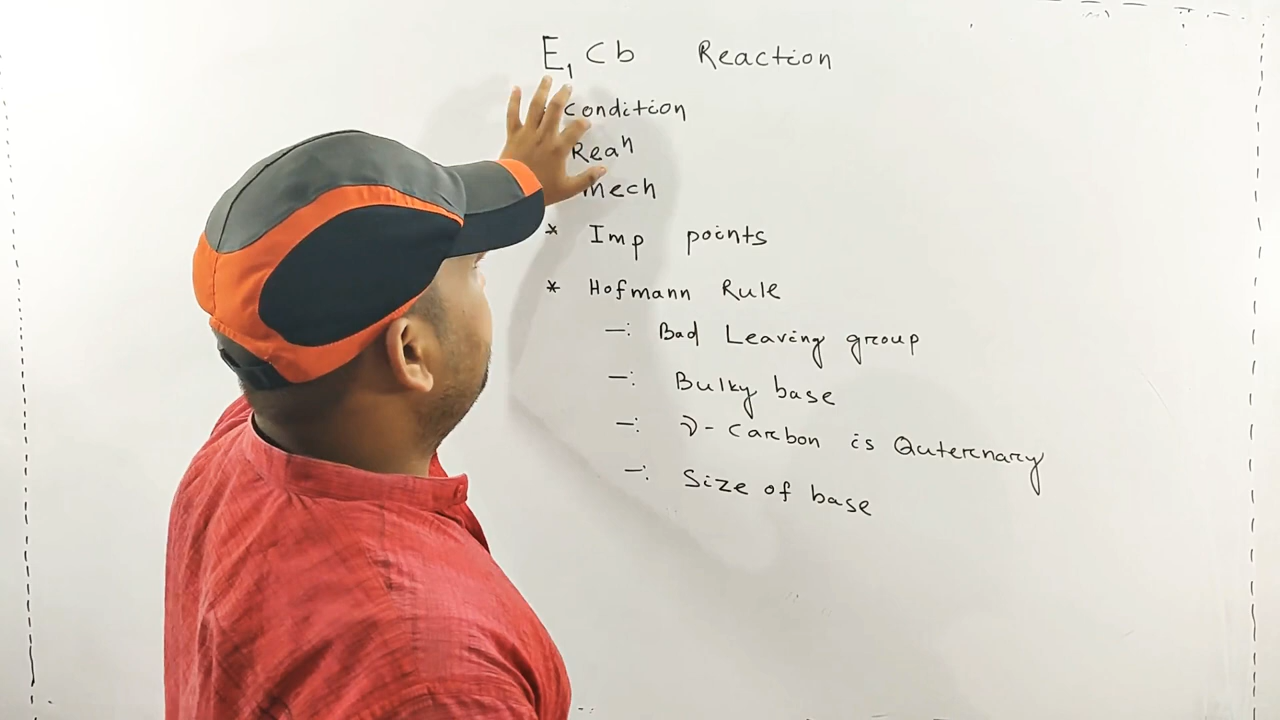 E₁Cb Reaction
condition
Reaⁿ
mech
* Imp points
* Hofmann Rule
-: Bad Leaving group
-: Bulky base
-: ν- Carbon is Quternary
-: Size of base